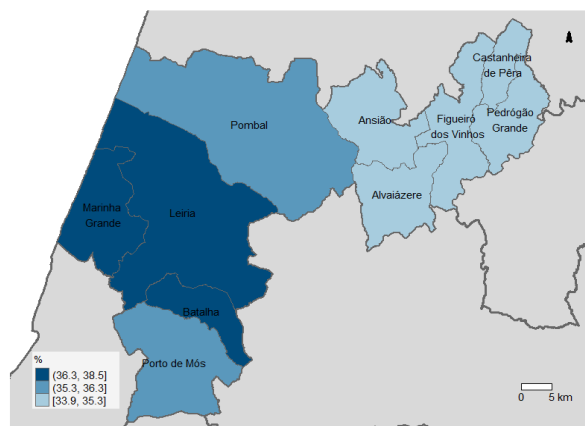 Castanheira
de Pêra
Pedrógão
Grande
Figueiró
dos Vinhos
Ansião
Pombal
Alvaiázere
Marinha
Grande
Leiria
Batalha
Porto de Mós
%
(36.3, 38.5]
(35.3, 36.3]
[33.9, 35.3]
0 5 km